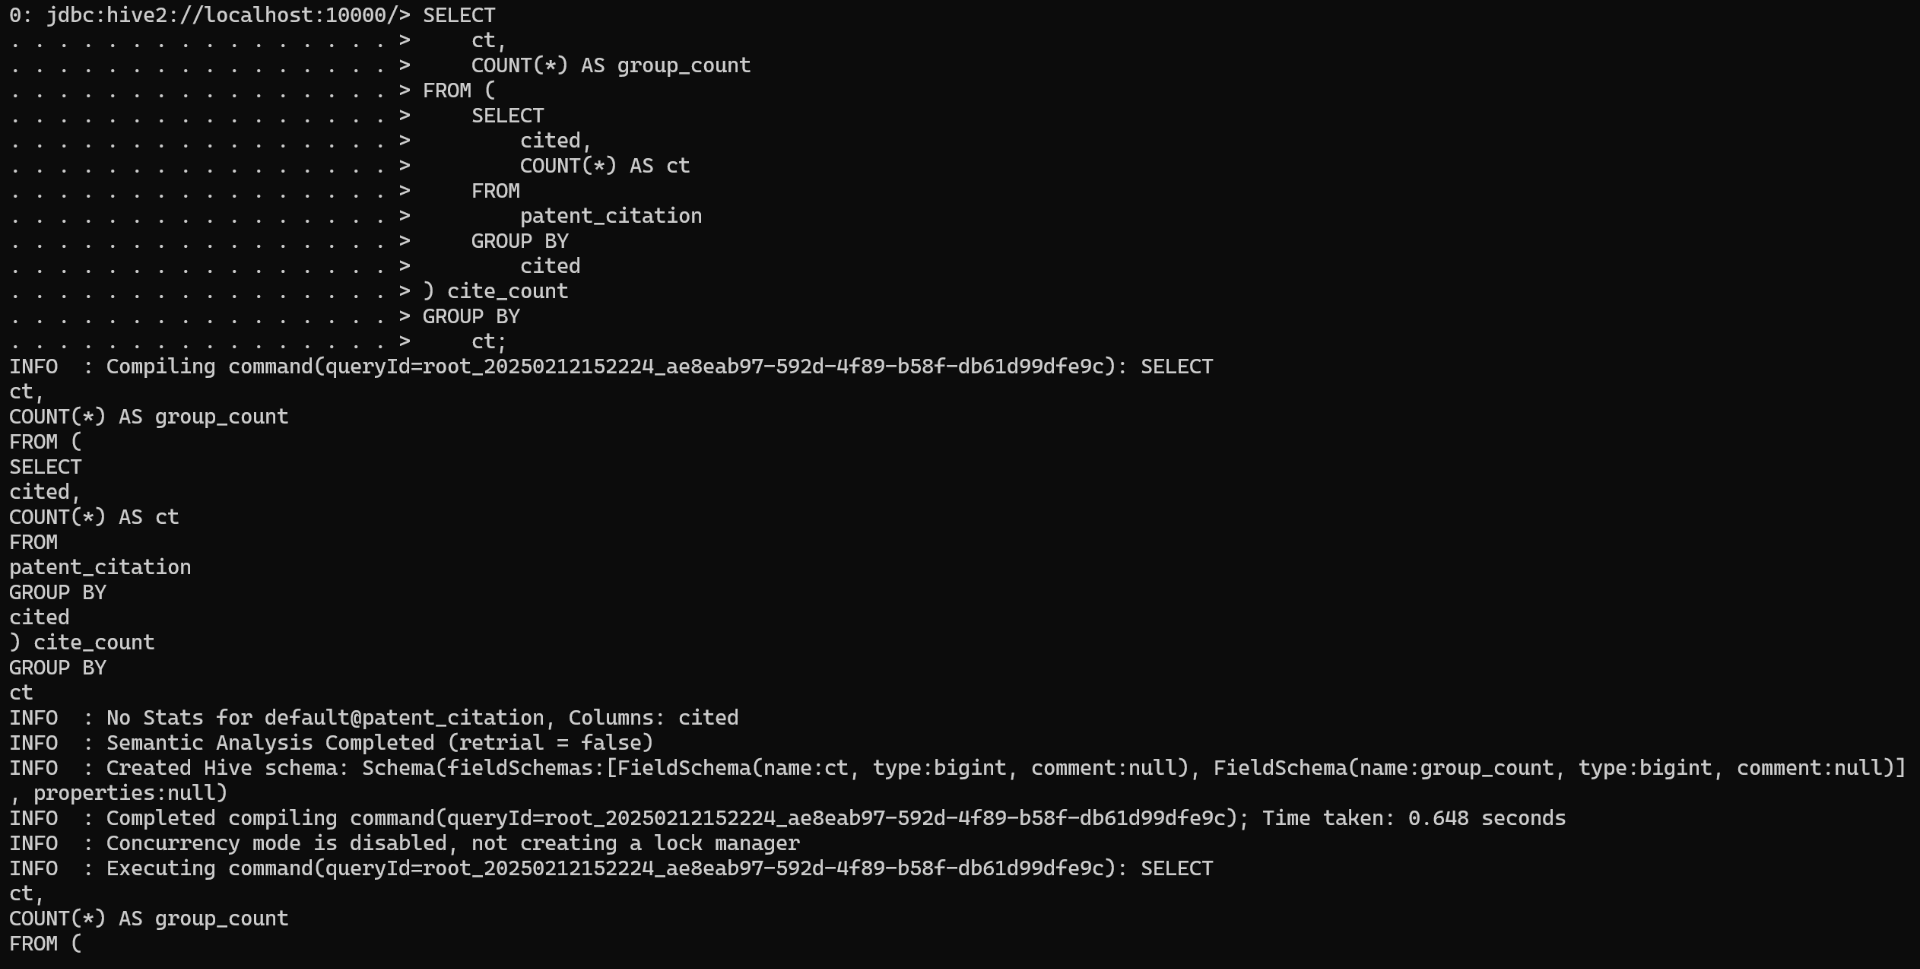 0: jdbc:hive2://localhost:10000/> SELECT
. . . . . . . . . . . . . . . . >     ct,
. . . . . . . . . . . . . . . . >     COUNT(*) AS group_count
. . . . . . . . . . . . . . . . > FROM (
. . . . . . . . . . . . . . . . >     SELECT
. . . . . . . . . . . . . . . . >         cited,
. . . . . . . . . . . . . . . . >         COUNT(*) AS ct
. . . . . . . . . . . . . . . . >     FROM
. . . . . . . . . . . . . . . . >         patent_citation
. . . . . . . . . . . . . . . . >     GROUP BY
. . . . . . . . . . . . . . . . >         cited
. . . . . . . . . . . . . . . . > ) cite_count
. . . . . . . . . . . . . . . . > GROUP BY
. . . . . . . . . . . . . . . . >     ct;
INFO  : Compiling command(queryId=root_20250212152224_ae8eab97-592d-4f89-b58f-db61d99dfe9c): SELECT
ct,
COUNT(*) AS group_count
FROM (
SELECT
cited,
COUNT(*) AS ct
FROM
patent_citation
GROUP BY
cited
) cite_count
GROUP BY
ct
INFO  : No Stats for default@patent_citation, Columns: cited
INFO  : Semantic Analysis Completed (retrial = false)
INFO  : Created Hive schema: Schema(fieldSchemas:[FieldSchema(name:ct, type:bigint, comment:null), FieldSchema(name:group_count, type:bigint, comment:null)]
, properties:null)
INFO  : Completed compiling command(queryId=root_20250212152224_ae8eab97-592d-4f89-b58f-db61d99dfe9c); Time taken: 0.648 seconds
INFO  : Concurrency mode is disabled, not creating a lock manager
INFO  : Executing command(queryId=root_20250212152224_ae8eab97-592d-4f89-b58f-db61d99dfe9c): SELECT
ct,
COUNT(*) AS group_count
FROM (